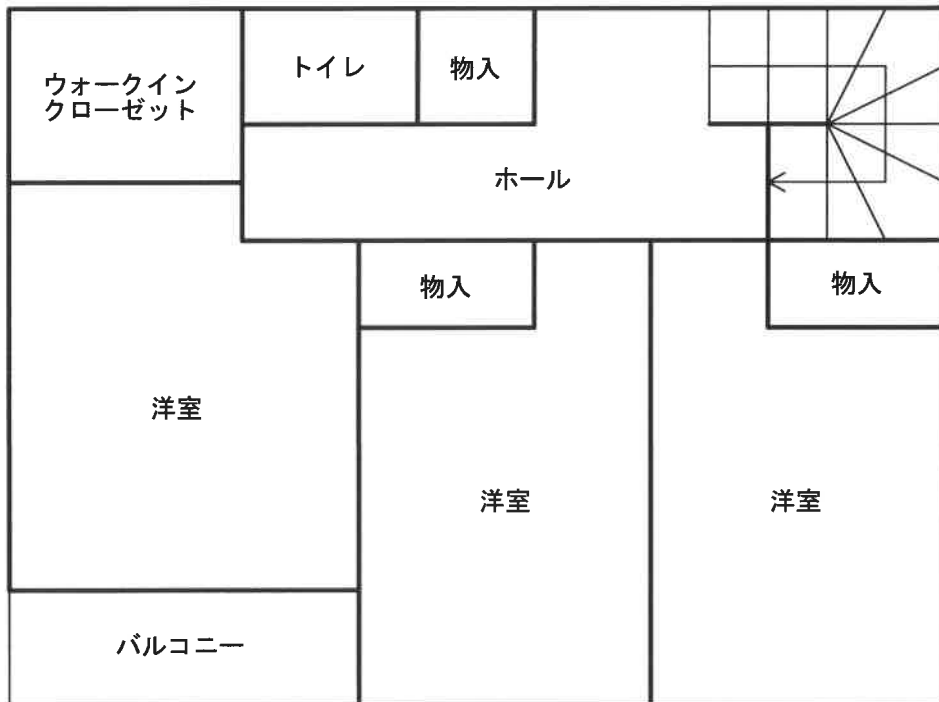 ウォークイン
クローゼット
トイレ
物入
ホール
物入
物入
洋室
洋室
洋室
バルコニー